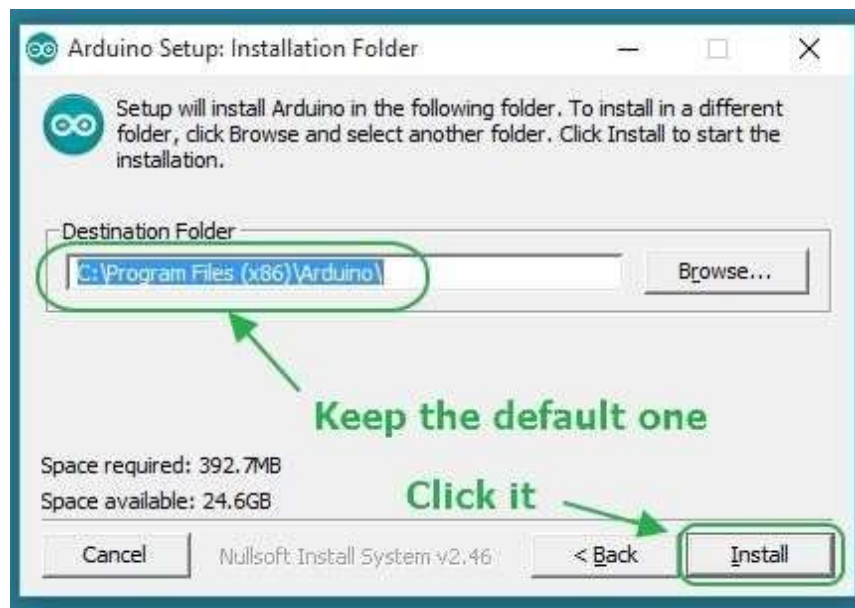 Arduino Setup: Installation Folder
Setup will install Arduino in the following folder. To install in a different
folder, click Browse and select another folder. Click Install to start the
installation.
Destination Folder
C:\Program Files (x86)\Arduino\
Browse...
Keep the default one
Space required: 392.7MB
Space available: 24.6GB
Click it
Cancel
Nullsoft Install System v2.46
< Back
Install